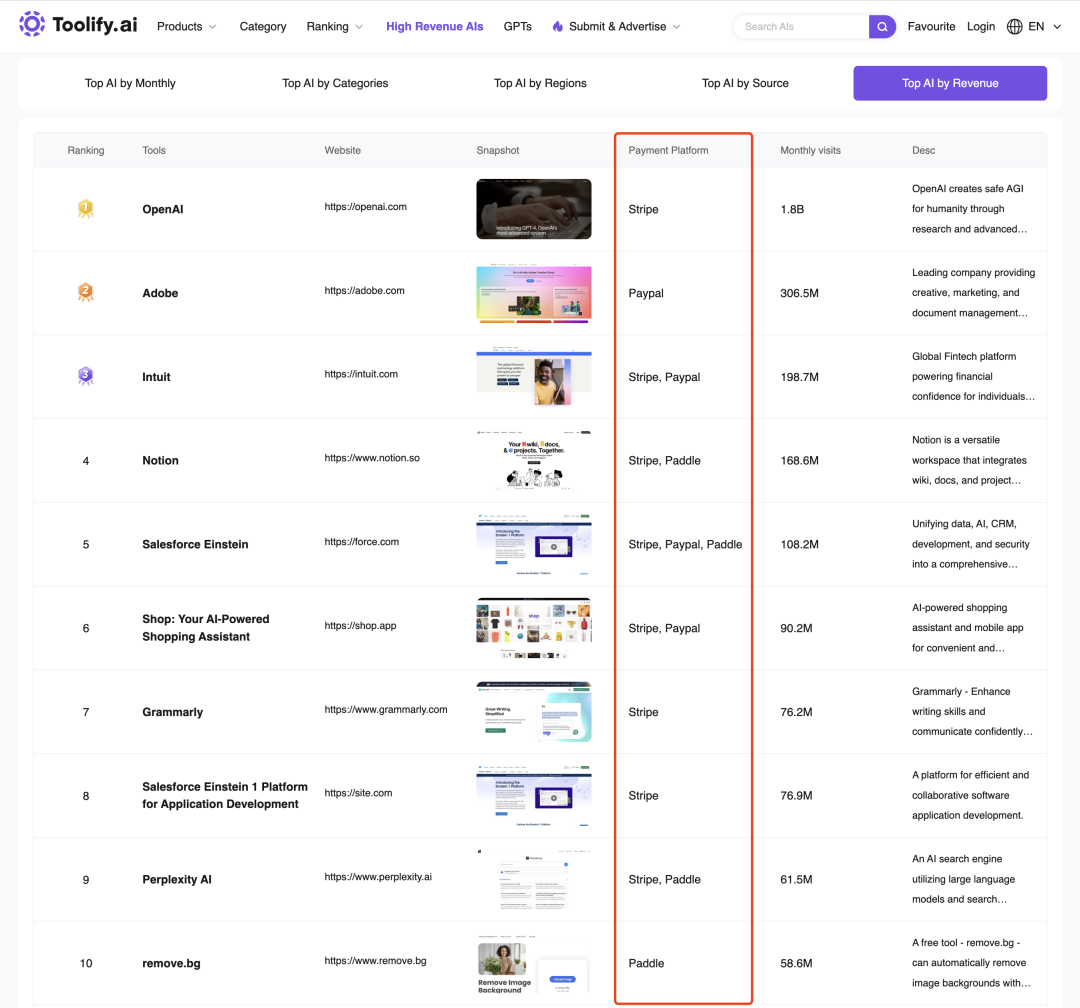 Toolify.ai Products Category Ranking High Revenue AIs GPTs Submit & Advertise Search AIs Favourite Login EN
Top AI by Monthly Top AI by Categories Top AI by Regions Top AI by Source Top AI by Revenue
Ranking Tools Website Snapshot Payment Platform Monthly visits Desc
1 OpenAI https://openai.com Stripe 1.8B
Introducing GPT-4, OpenAI's
most advanced system
OpenAI creates safe AGI
for humanity through
research and advanced...
2 Adobe https://adobe.com Paypal 306.5M
Leading company providing
creative, marketing, and
document management...
3 Intuit https://intuit.com Stripe, Paypal 198.7M
Global Fintech platform
powering financial
confidence for individuals...
4 Notion https://www.notion.so Stripe, Paddle 168.6M
Your wiki, docs,
& projects. Together.
Notion is a versatile
workspace that integrates
wiki, docs, and project...
5 Salesforce Einstein https://force.com Stripe, Paypal, Paddle 108.2M
Introducing the
Einstein 1 Platform.
Unifying data, AI, CRM,
development, and security
into a comprehensive...
6 Shop: Your AI-Powered
Shopping Assistant
https://shop.app Stripe, Paypal 90.2M
shop
AI-powered shopping
assistant and mobile app
for convenient and...
7 Grammarly https://www.grammarly.com Stripe 76.2M
Great Writing,
Simplified
Grammarly - Enhance
writing skills and
communicate confidently...
8 Salesforce Einstein 1 Platform
for Application Development
https://site.com Stripe 76.9M
Introducing the
Einstein 1 Platform.
A platform for efficient and
collaborative software
application development.
9 Perplexity AI https://www.perplexity.ai Stripe, Paddle 61.5M
An AI search engine
utilizing large language
models and search...
10 remove.bg https://www.remove.bg Paddle 58.6M
Remove Image
Background
A free tool - remove.bg -
can automatically remove
image backgrounds with...